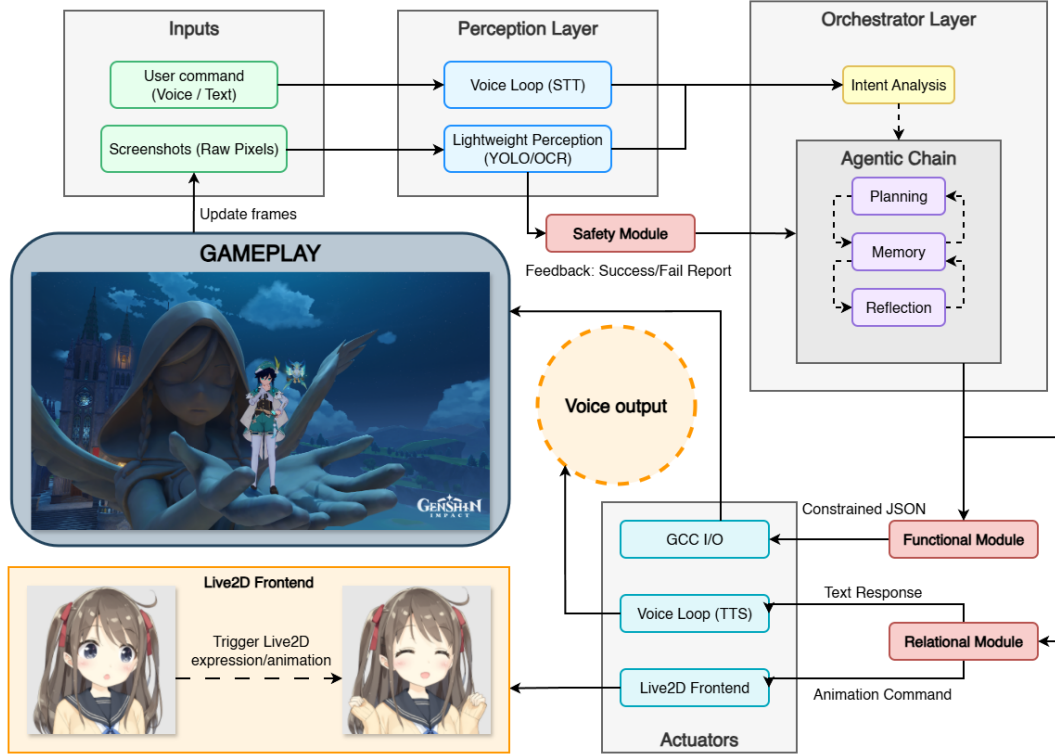 Inputs
Perception Layer
Orchestrator Layer
User command
(Voice / Text)
Voice Loop (STT)
Intent Analysis
Screenshots (Raw Pixels)
Lightweight Perception
(YOLO/OCR)
Agentic Chain
Planning
Update frames
Safety Module
Memory
GAMEPLAY
Feedback: Success/Fail Report
Reflection
Voice output
GENSHIN
IMPACT
Constrained JSON
GCC I/O
Functional Module
Live2D Frontend
Text Response
Voice Loop (TTS)
Trigger Live2D
expression/animation
Relational Module
Live2D Frontend
Animation Command
Actuators